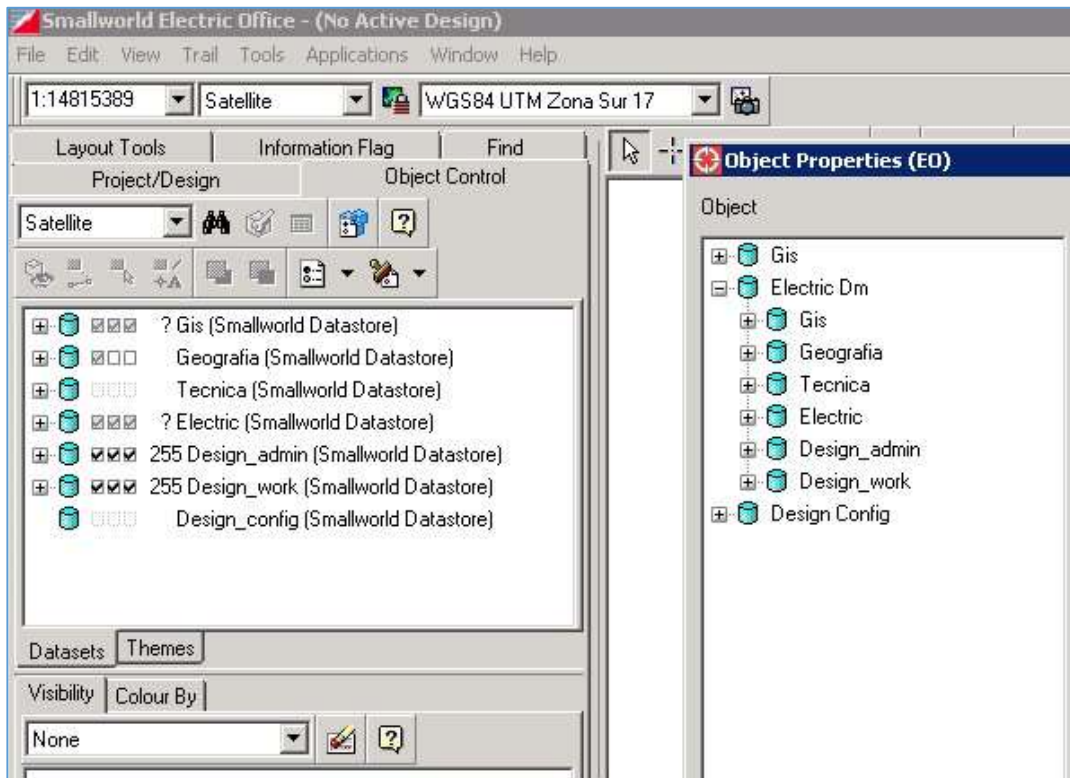 Smallworld Electric Office - (No Active Design)
File Edit View Trail Tools Applications Window Help
1:14815389 Satellite WGS84 UTM Zona Sur 17
Layout Tools Information Flag Find
Project/Design Object Control
Satellite
? Gis (Smallworld Datastore)
Geografia (Smallworld Datastore)
Tecnica (Smallworld Datastore)
? Electric (Smallworld Datastore)
255 Design_admin (Smallworld Datastore)
255 Design_work (Smallworld Datastore)
Design_config (Smallworld Datastore)
Datasets Themes
Visibility Colour By
None
Object Properties (EO)
Object
Gis
Electric Dm
Gis
Geografia
Tecnica
Electric
Design_admin
Design_work
Design Config